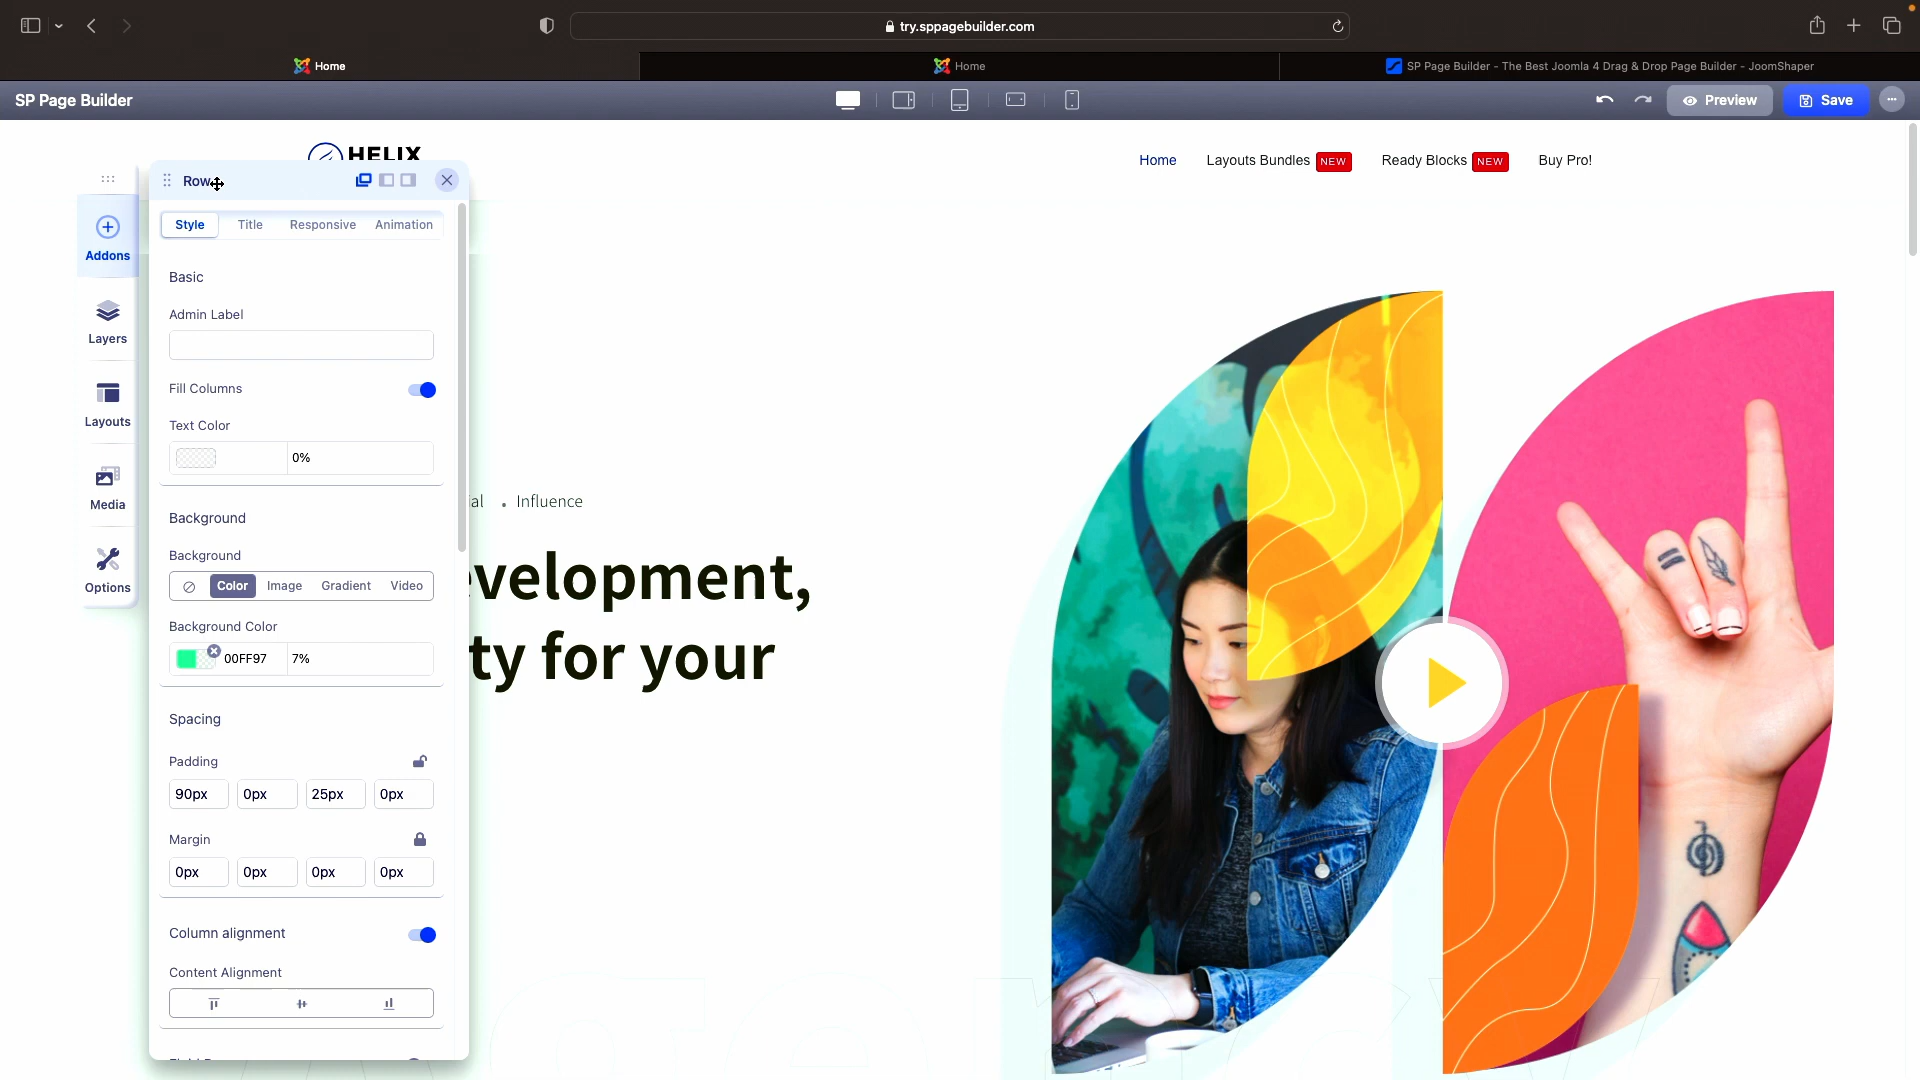 try.sppagebuilder.com
Home
Home
SP Page Builder - The Best Joomla 4 Drag & Drop Page Builder - JoomShaper
SP Page Builder
Preview
Save
HELIX
Home
Layouts Bundles NEW
Ready Blocks NEW
Buy Pro!
Row
Style
Title
Responsive
Animation
Addons
Layers
Layouts
Media
Options
Basic
Admin Label
Fill Columns
Text Color
0%
Background
Background
Color
Image
Gradient
Video
Background Color
00FF97
7%
Spacing
Padding
90px
0px
25px
0px
Margin
0px
0px
0px
0px
Column alignment
Content Alignment
Influence
evelopment,
ty for your